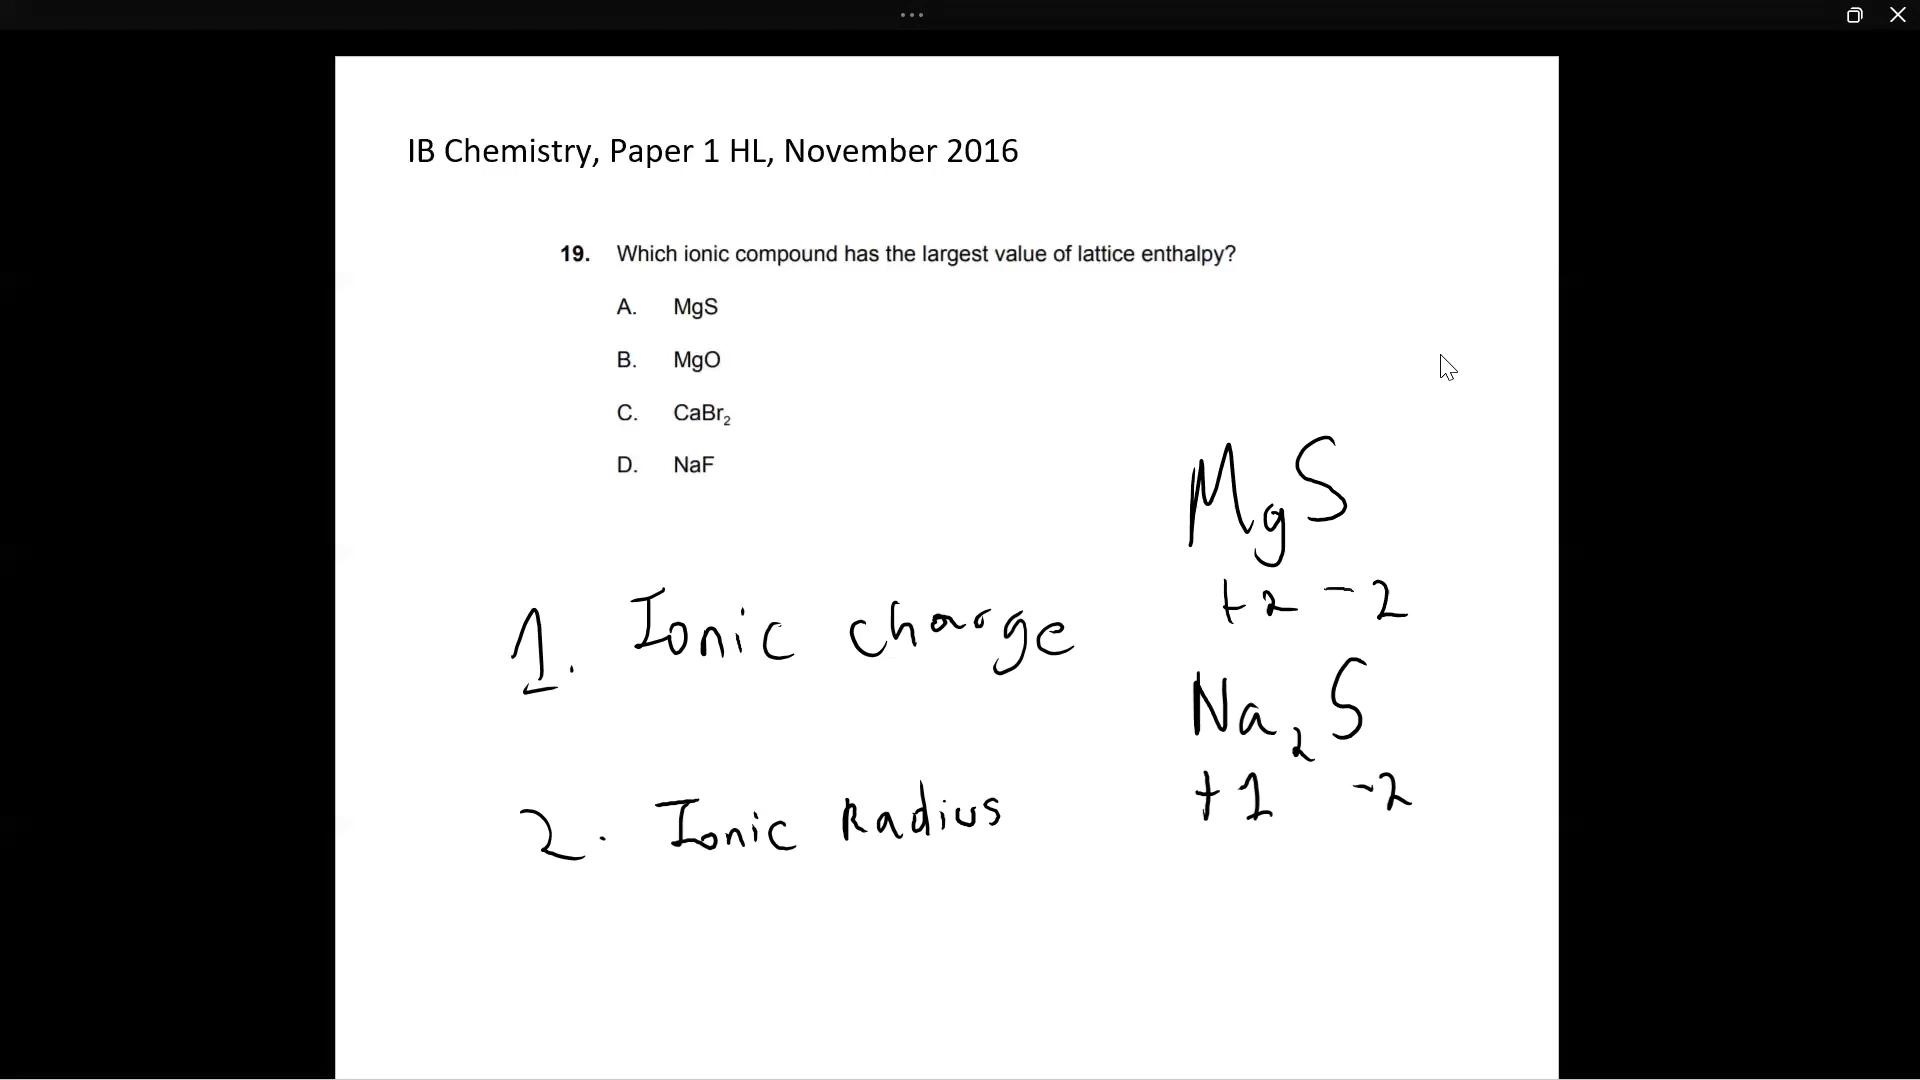 IB Chemistry, Paper 1 HL, November 2016
19. Which ionic compound has the largest value of lattice enthalpy?
A. MgS
B. MgO
C. CaBr₂
D. NaF
MgS
+2 -2
1. Ionic charge
Na₂S
+1 -2
2. Ionic Radius